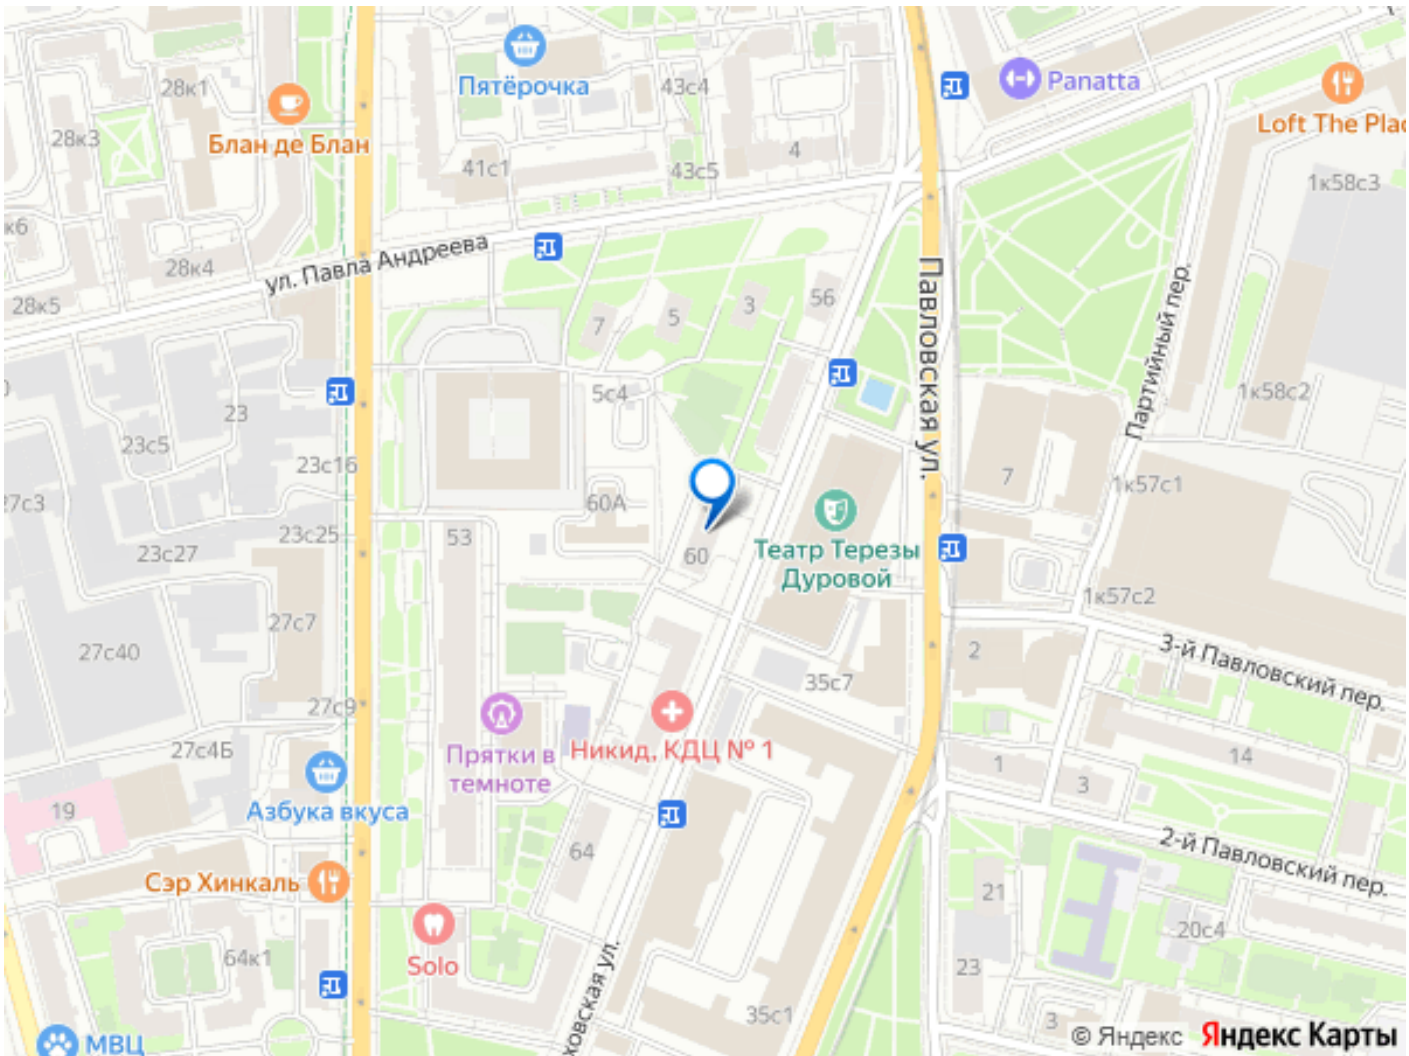 Пятёрочка
28к1
43с4
Panatta
Блан де Блан
Loft The Plac
28к3
41с1
43с5
4
1к58с3
к6
28к4
ул. Павла Андреева
28к5
7
5
3
56
Павловская ул.
Партийный пер.
5с4
1к58с2
23
23с5
23с16
27с3
60А
7
1к57с1
23с25
53
23с27
60
Театр Терезы
Дуровой
1к57с2
27с7
27с40
2
3-й Павловский пер.
35с7
27с9
27с4Б
Прятки в
темноте
Никид, КДЦ № 1
1
3
14
19
Азбука вкуса
64
2-й Павловский пер.
Сэр Хинкаль
21
20с4
64к1
Solo
23
ховская ул.
35с1
3
МВЦ
© Яндекс Яндекс Карты